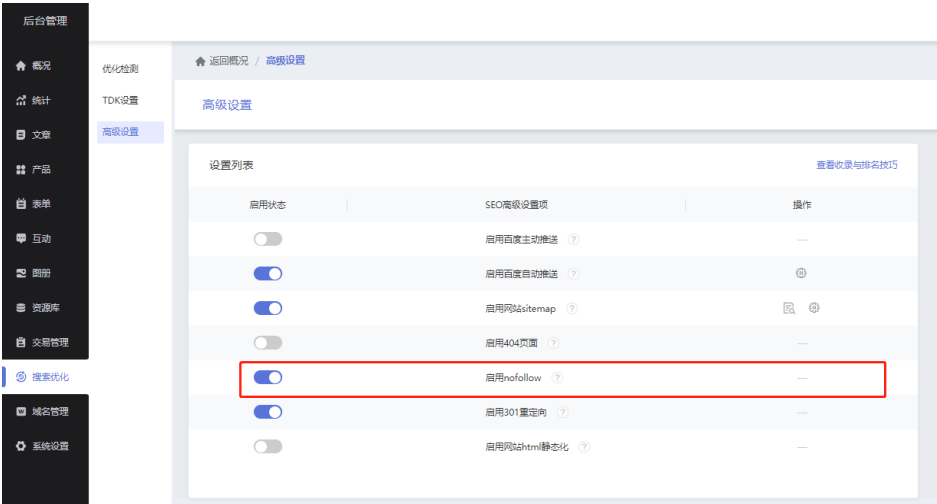 后台管理
概况
统计
文章
产品
表单
互动
图册
资源库
交易管理
搜索优化
域名管理
系统设置
优化检测
TDK设置
高级设置
返回概况 / 高级设置
高级设置
设置列表 查看收录与排名技巧
启用状态 SEO高级设置项 操作
启用百度主动推送 ? —
启用百度自动推送 ?
启用网站sitemap ?
启用404页面 ? —
启用nofollow ? —
启用301重定向 ? —
启用网站html静态化 ? —